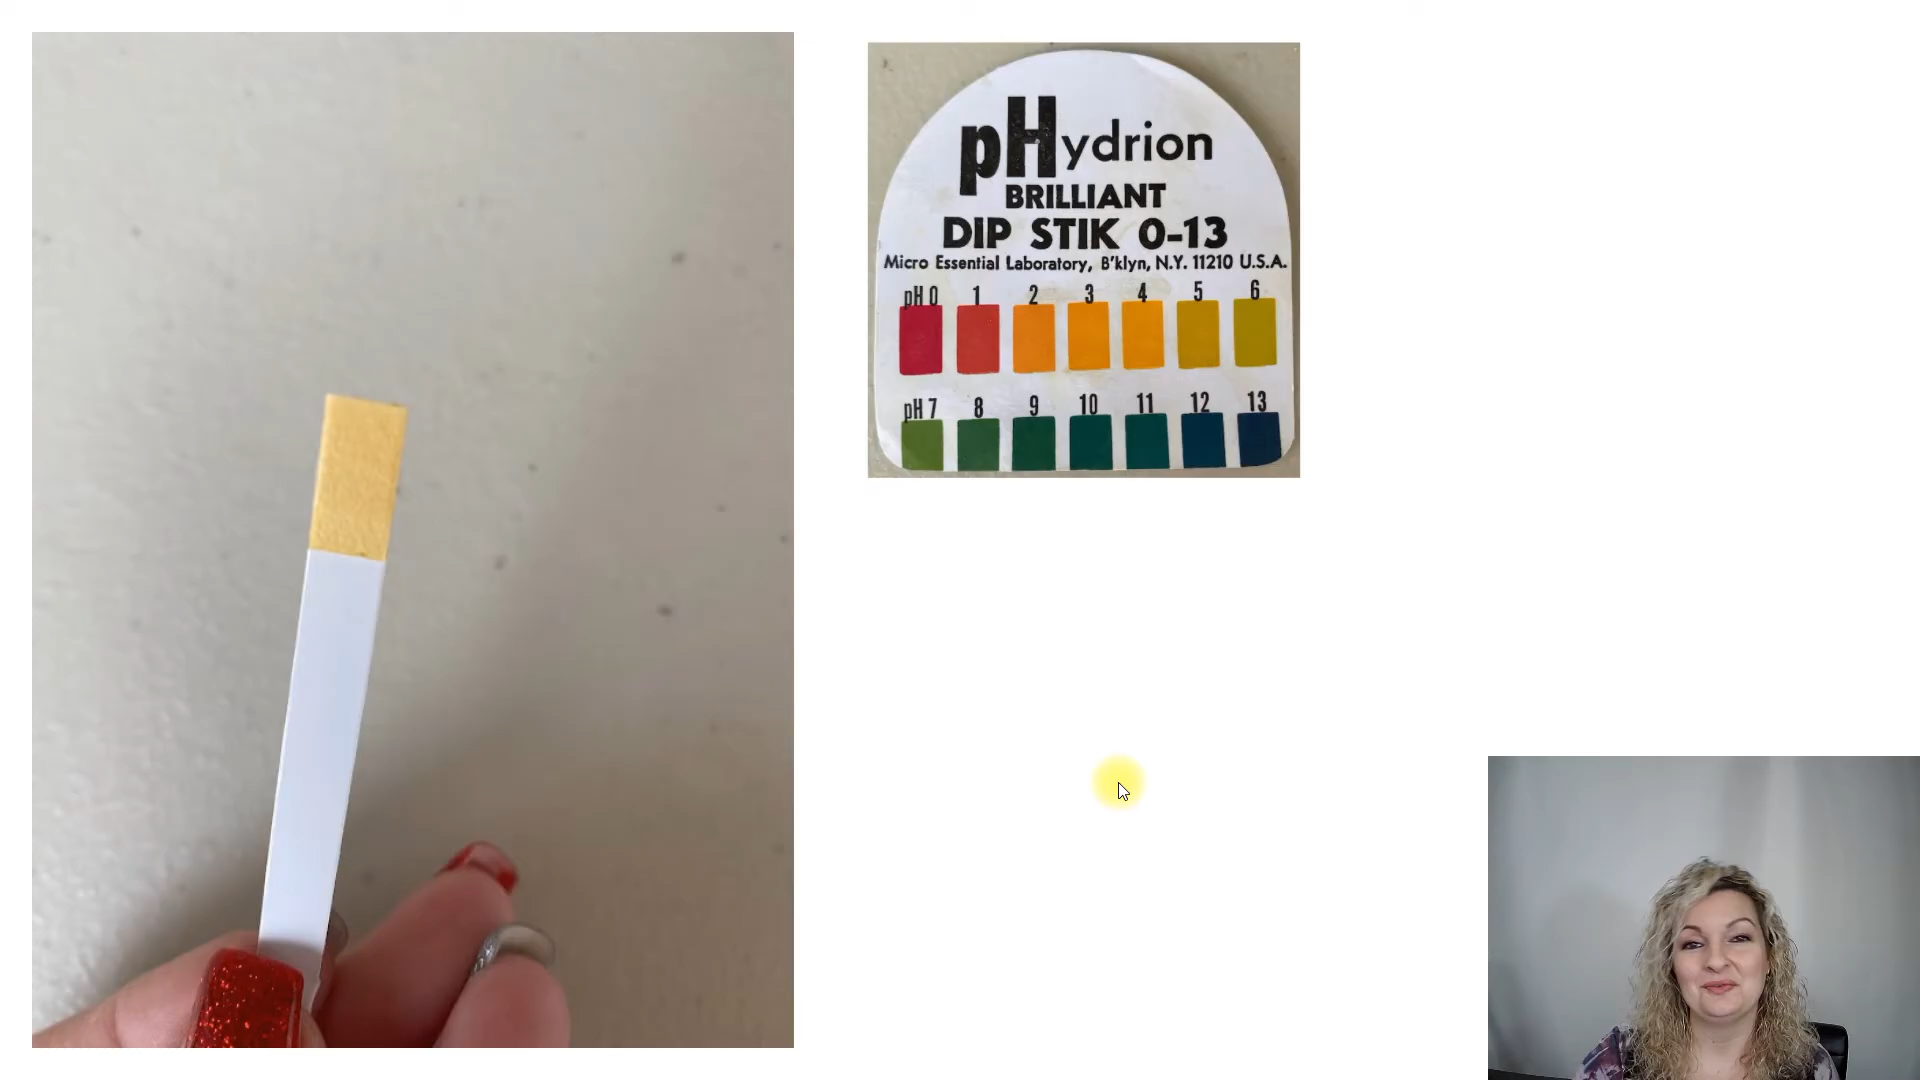 pHydrion
BRILLIANT
DIP STIK 0-13
Micro Essential Laboratory, B'klyn, N.Y. 11210 U.S.A.
pH 0 1 2 3 4 5 6
pH 7 8 9 10 11 12 13